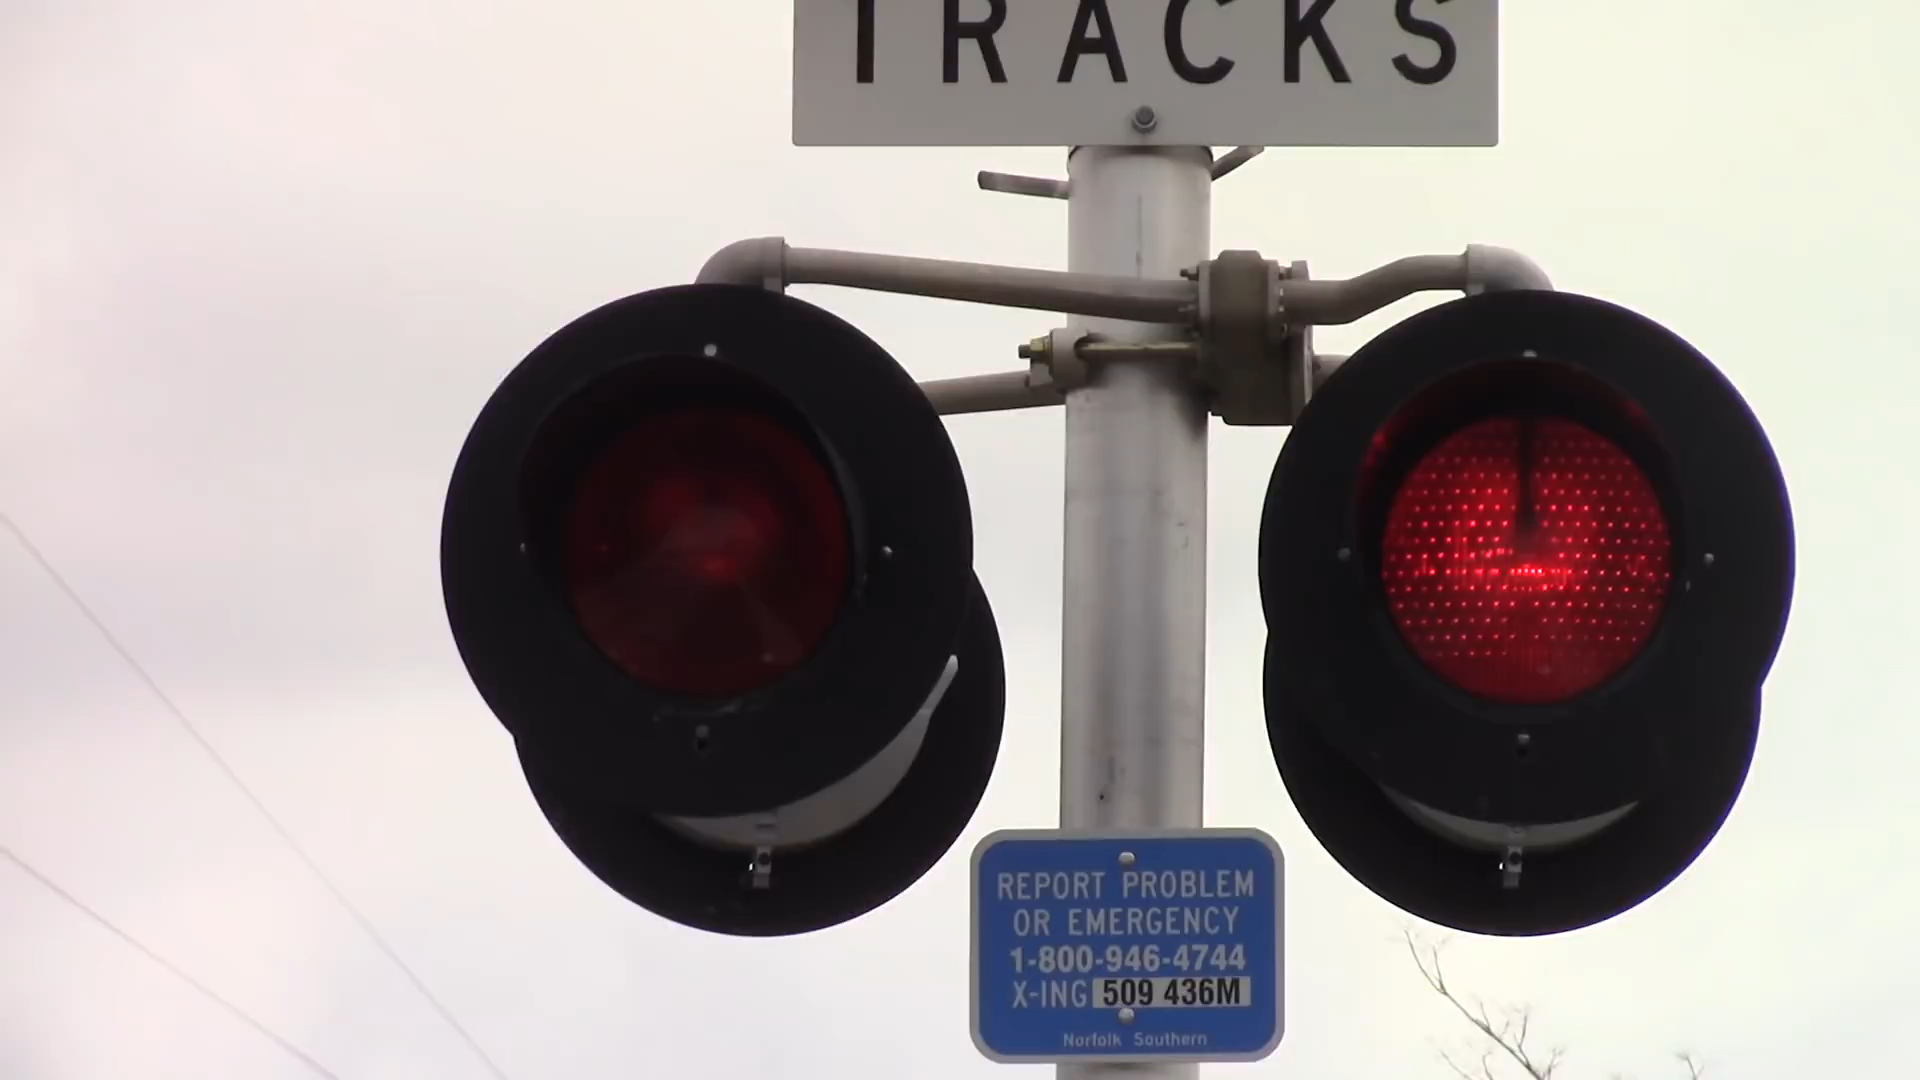 TRACKS
REPORT PROBLEM
OR EMERGENCY
1-800-946-4744
X-ING 509 436M
Norfolk Southern